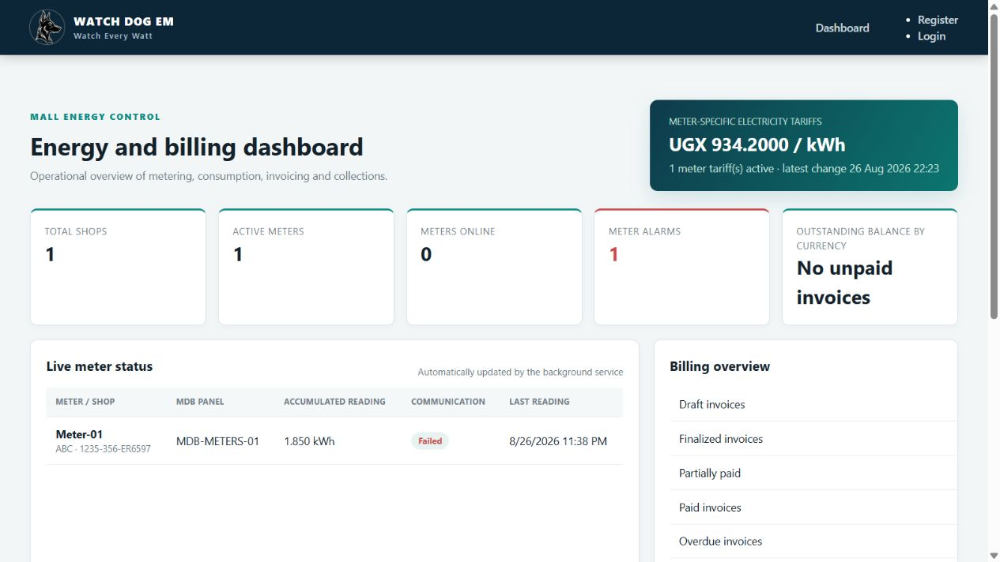 WATCH DOG EM
Watch Every Watt
Dashboard
Register
Login
MALL ENERGY CONTROL
Energy and billing dashboard
Operational overview of metering, consumption, invoicing and collections.
METER-SPECIFIC ELECTRICITY TARIFFS
UGX 934.2000 / kWh
1 meter tariff(s) active · latest change 26 Aug 2026 22:23
TOTAL SHOPS
1
ACTIVE METERS
1
METERS ONLINE
0
METER ALARMS
1
OUTSTANDING BALANCE BY
CURRENCY
No unpaid
invoices
Live meter status
Automatically updated by the background service
METER / SHOP MDB PANEL ACCUMULATED READING COMMUNICATION LAST READING
Meter-01
ABC · 1235-356-ER6597
MDB-METERS-01 1.850 kWh Failed 8/26/2026 11:38 PM
Billing overview
Draft invoices
Finalized invoices
Partially paid
Paid invoices
Overdue invoices